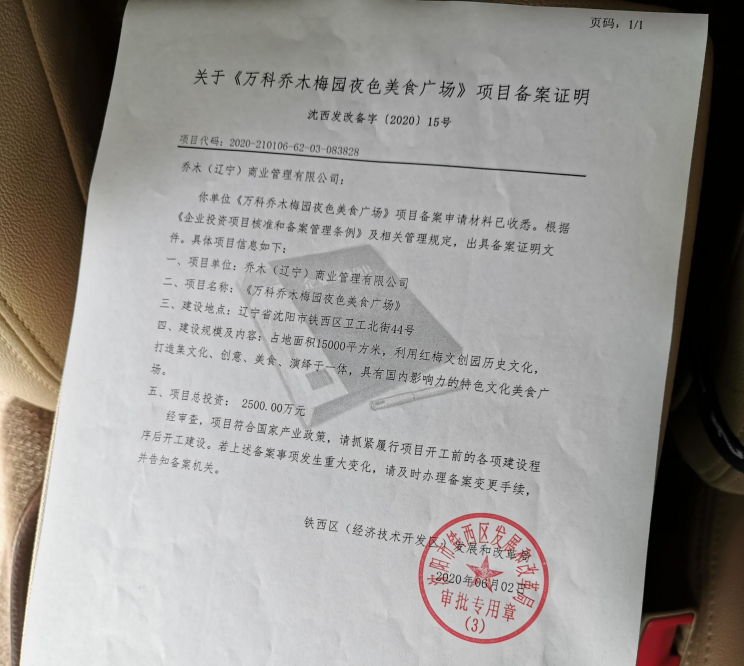 页码：1/1
关于《万科乔木梅园夜色美食广场》项目备案证明
沈西发改备字〔2020〕15号
项目代码：2020-210106-62-03-083828
乔木（辽宁）商业管理有限公司：
你单位《万科乔木梅园夜色美食广场》项目备案申请材料已收悉。根据
《企业投资项目核准和备案管理条例》及相关管理规定，出具备案证明文
件。具体项目信息如下：
一、项目单位：乔木（辽宁）商业管理有限公司
二、项目名称：《万科乔木梅园夜色美食广场》
三、建设地点：辽宁省沈阳市铁西区卫工北街44号
四、建设规模及内容：占地面积15000平方米，利用红梅文创园历史文化，
打造集文化、创意、美食、演绎于一体，具有国内影响力的特色文化美食广
场。
五、项目总投资： 2500.00万元
经审查，项目符合国家产业政策，请抓紧履行项目开工前的各项建设程
序后开工建设。若上述备案事项发生重大变化，请及时办理备案变更手续，
并告知备案机关。
铁西区（经济技术开发区）发展和改革局
2020年06月02日
沈阳市铁西区发展和改革局
审批专用章
(3)